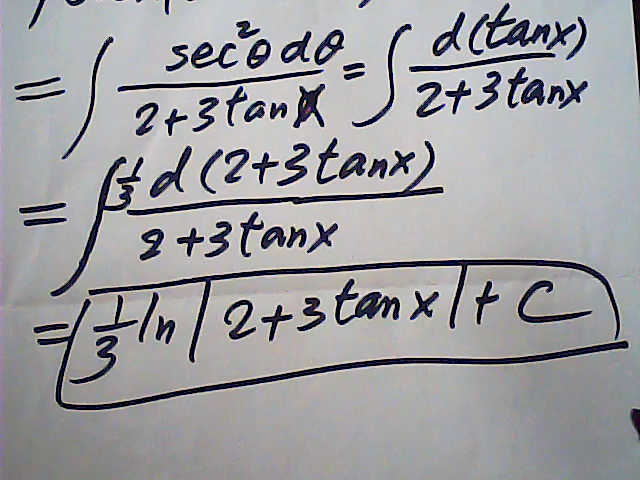 = ∫ sec²θ dθ / 2+3tanx = ∫ d(tanx) / 2+3tanx
= ∫ 1/3 d(2+3tanx) / 2+3tanx
= 1/3 ln|2+3tanx| + C